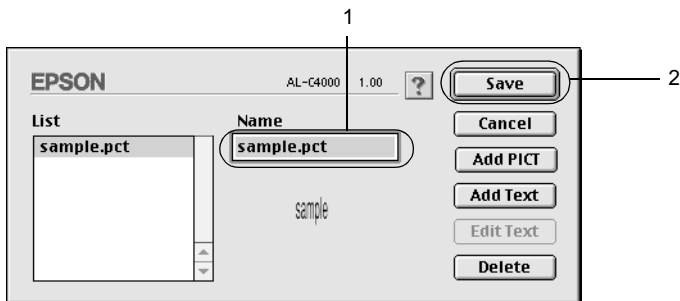 1
EPSON
AL-C4000 1.00 ? Save 2
List Name Cancel
sample.pct sample.pct Add PICT
sample Add Text
Edit Text
Delete